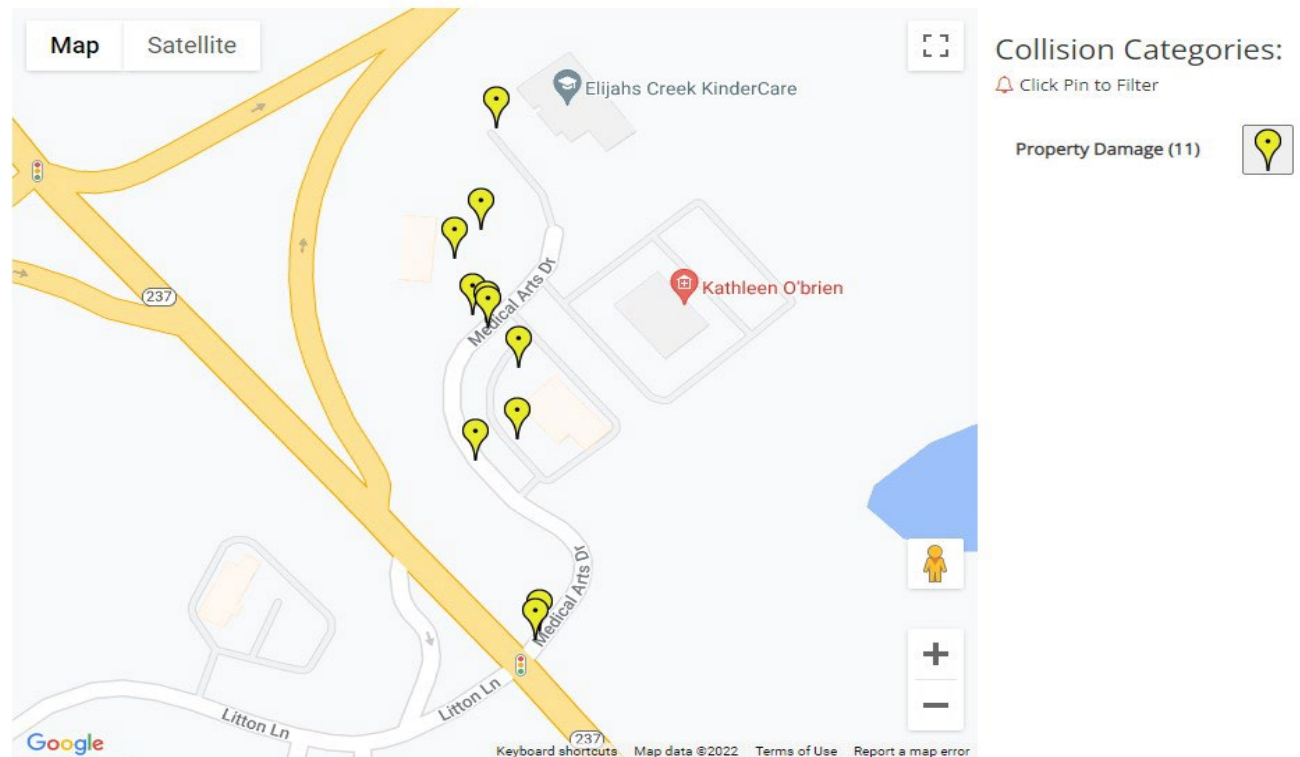 Map Satellite
Collision Categories:
Click Pin to Filter
Property Damage (11)
Elijahs Creek KinderCare
237
Kathleen O'brien
Medical Arts Dr
Medical Arts Dr
Litton Ln
Litton Ln
237
Google
Keyboard shortcuts Map data ©2022 Terms of Use Report a map error